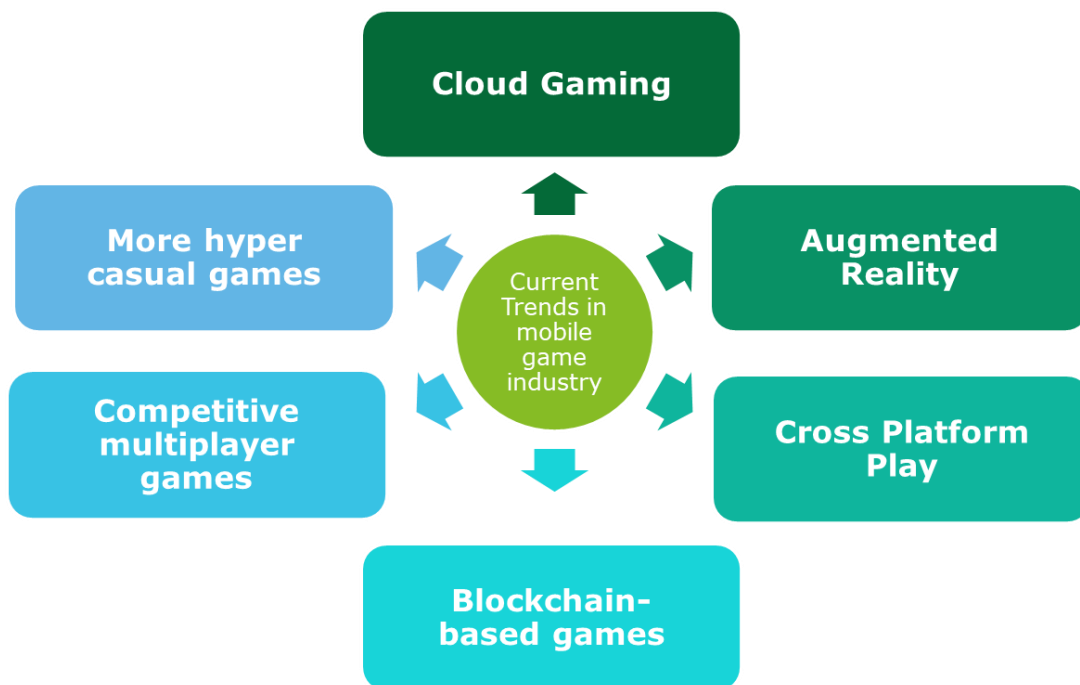 Cloud Gaming
More hyper
casual games
Augmented
Reality
Current
Trends in
mobile
game
industry
Competitive
multiplayer
games
Cross Platform
Play
Blockchain-
based games